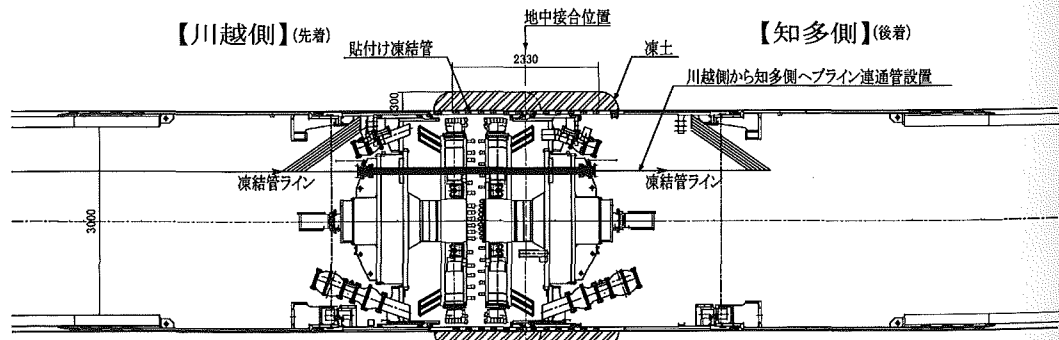 地中接合位置
【川越側】(先着)
【知多側】(後着)
貼付け凍結管
凍土
2330
川越側から知多側へブライン連通管設置
300
凍結管ライン
凍結管ライン
3000